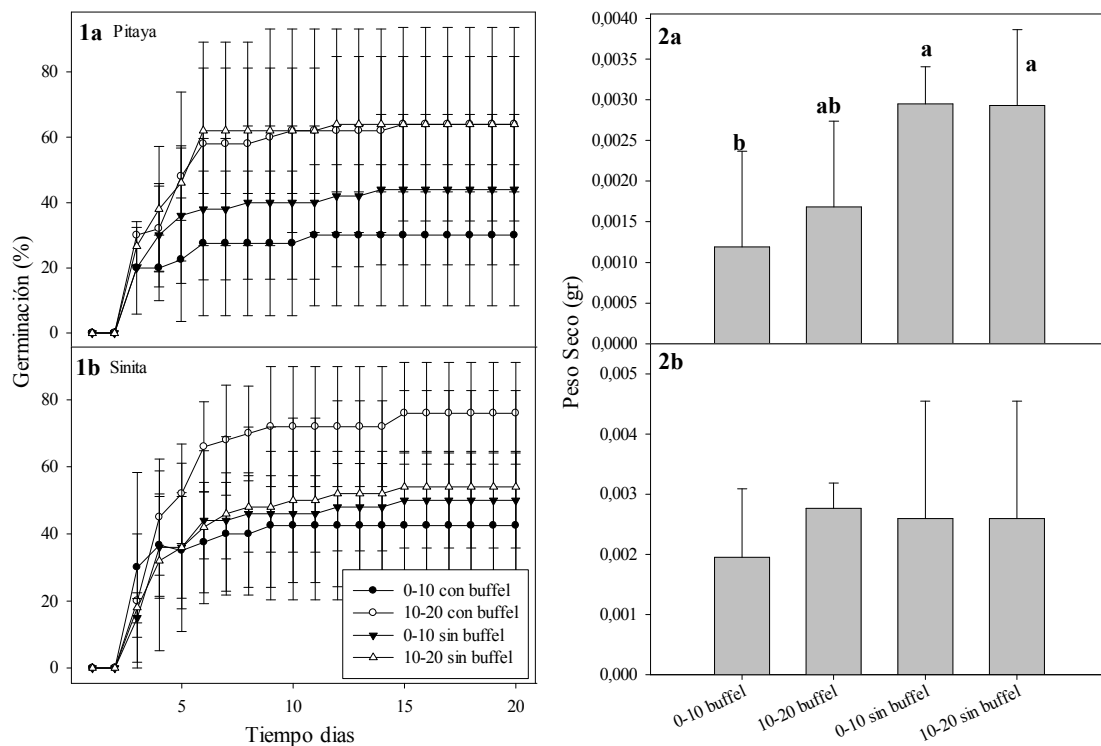 1a Pitaya
80
60
40
20
0
1b Sinita
80
60
40
20
0
Germinación (%)
0-10 con buffel
10-20 con buffel
0-10 sin buffel
10-20 sin buffel
5
10
15
20
Tiempo dias
2a
0,0040
0,0035
0,0030
0,0025
0,0020
0,0015
0,0010
0,0005
0,0000
b
ab
a
a
2b
0,005
0,004
0,003
0,002
0,001
0,000
Peso Seco (gr)
0-10 buffel
10-20 buffel
0-10 sin buffel
10-20 sin buffel